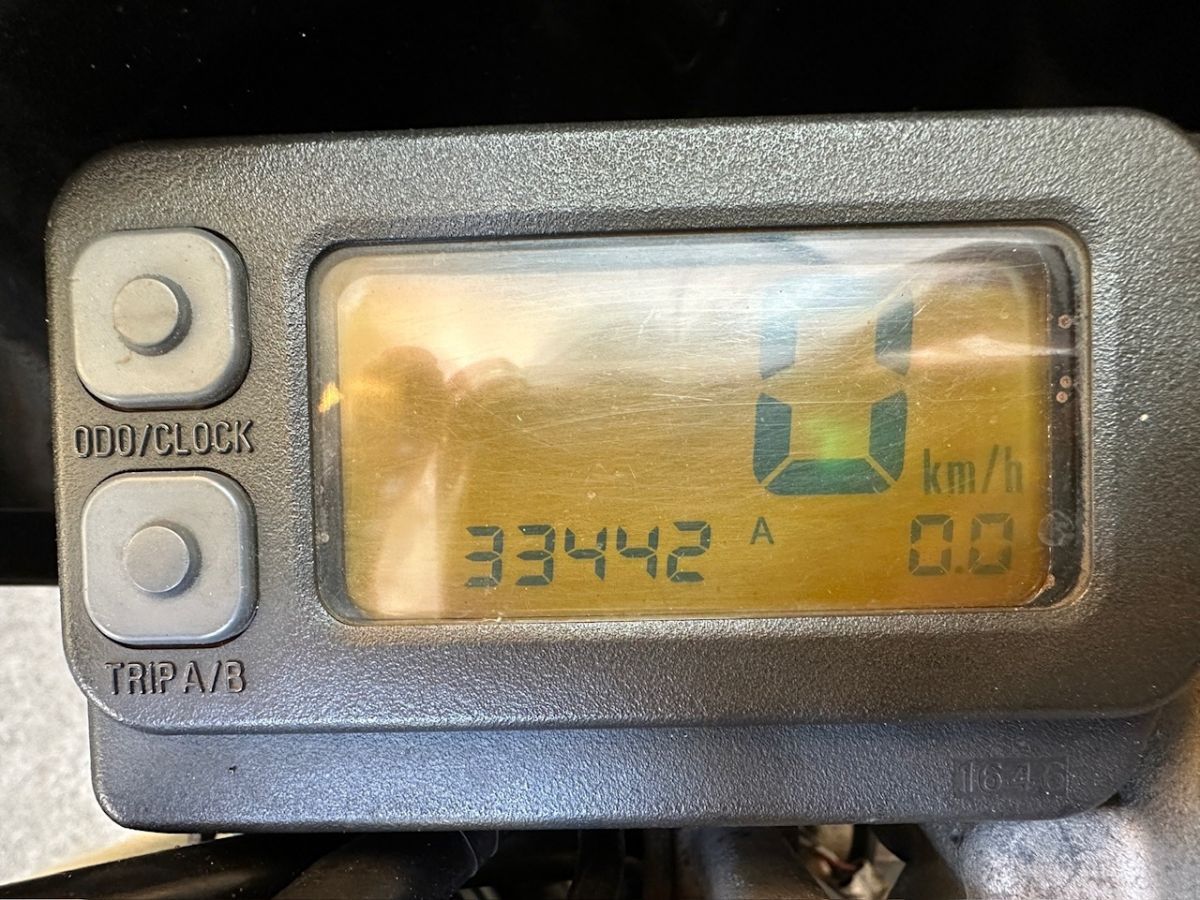 ODO/CLOCK
0
km/h
33442 A 0.0
TRIP A/B
1646